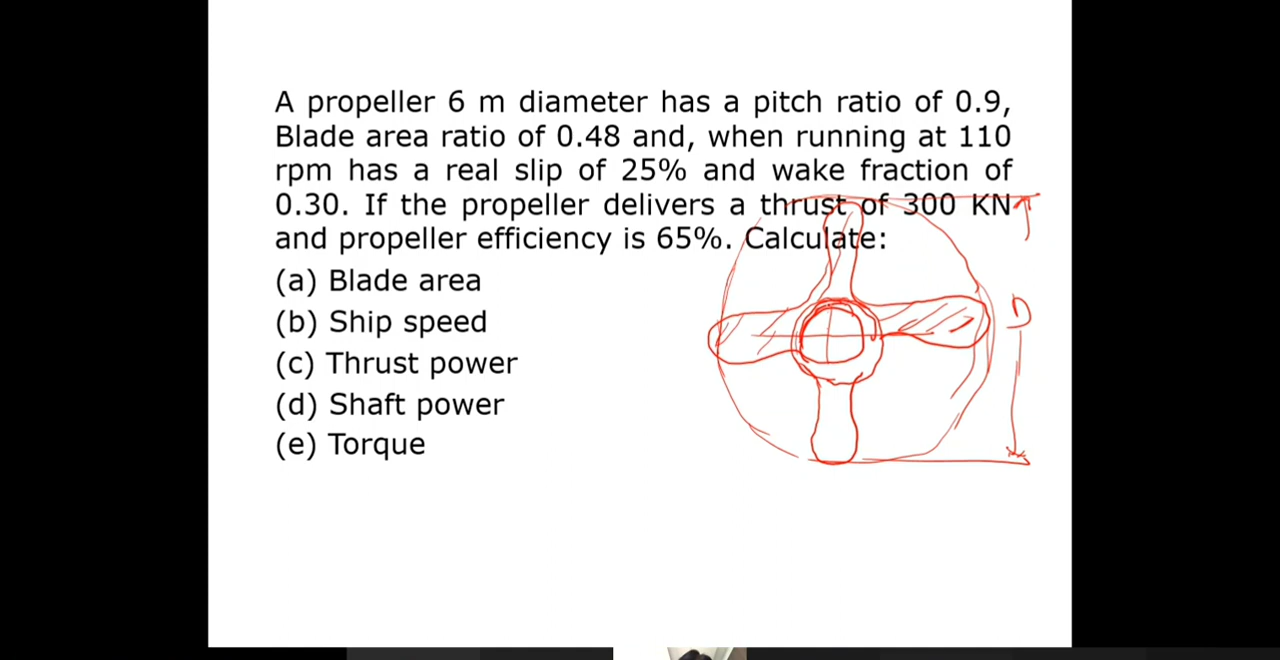 A propeller 6 m diameter has a pitch ratio of 0.9,
Blade area ratio of 0.48 and, when running at 110
rpm has a real slip of 25% and wake fraction of
0.30. If the propeller delivers a thrust of 300 KN
and propeller efficiency is 65%. Calculate:
(a) Blade area
(b) Ship speed
D
(c) Thrust power
(d) Shaft power
(e) Torque